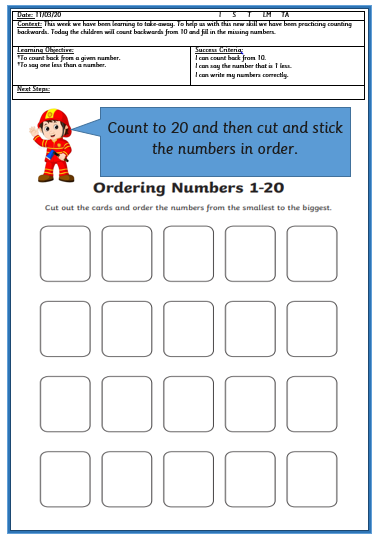 Date: 11/03/20 I S T LM TA
Context: This week we have been learning to take-away. To help us with this new skill we have been practicing counting
backwards. Today the children will count backwards from 10 and fill in the missing numbers.
Learning Objective:
*To count back from a given number.
*To say one less than a number.
Success Criteria:
I can count back from 10.
I can say the number that is 1 less.
I can write my numbers correctly.
Next Steps:
Count to 20 and then cut and stick
the numbers in order.
Ordering Numbers 1-20
Cut out the cards and order the numbers from the smallest to the biggest.